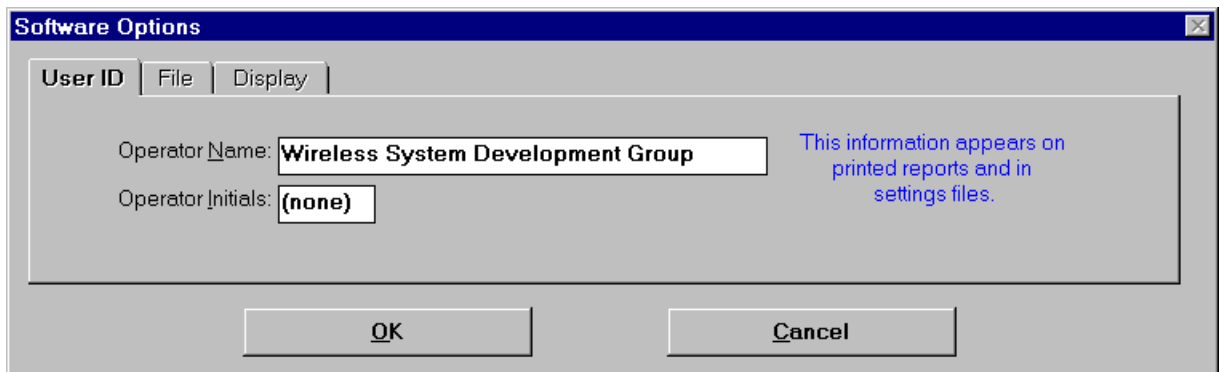 Software Options
User ID File Display
Operator Name: Wireless System Development Group
Operator Initials: (none)
This information appears on
printed reports and in
settings files.
OK Cancel